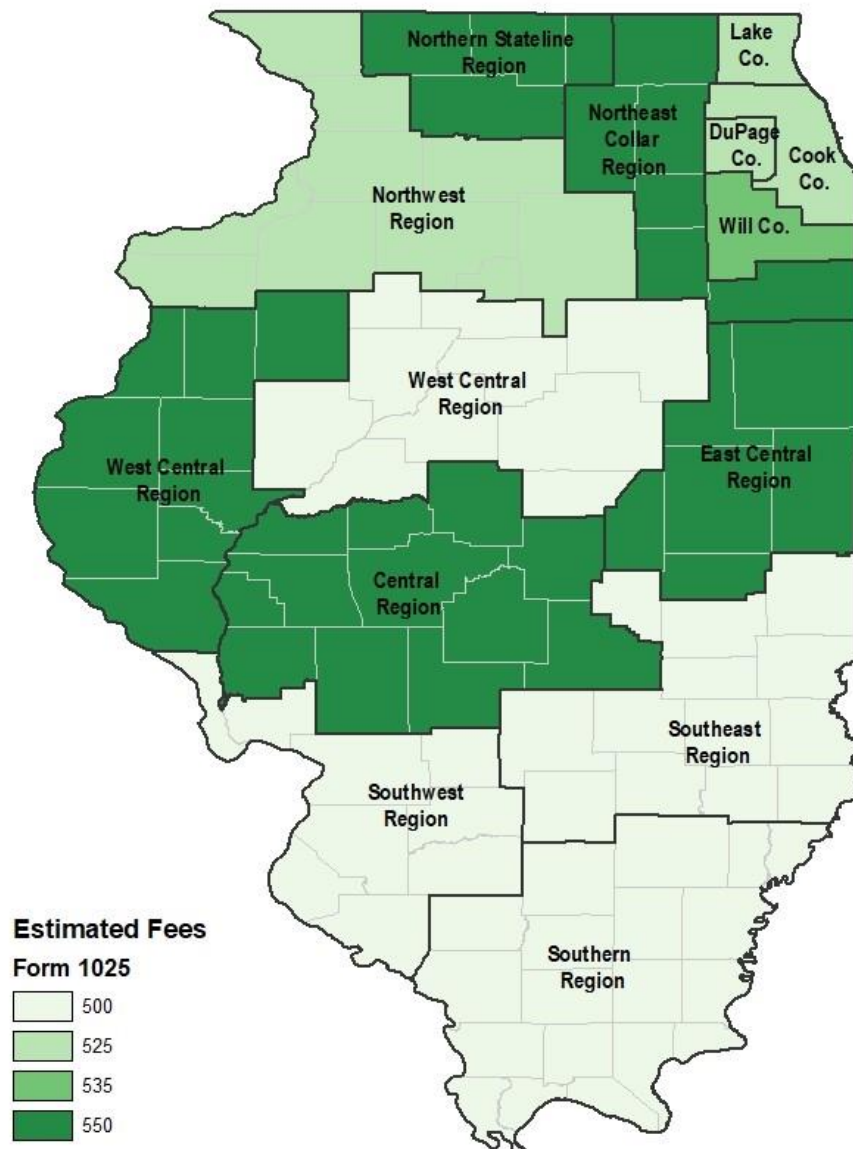 Northern Stateline
Region
Lake
Co.
Northeast
Collar
Region
DuPage
Co.
Cook
Co.
Northwest
Region
Will Co.
West Central
Region
West Central
Region
East Central
Region
Central
Region
Southeast
Region
Southwest
Region
Southern
Region
Estimated Fees
Form 1025
500
525
535
550